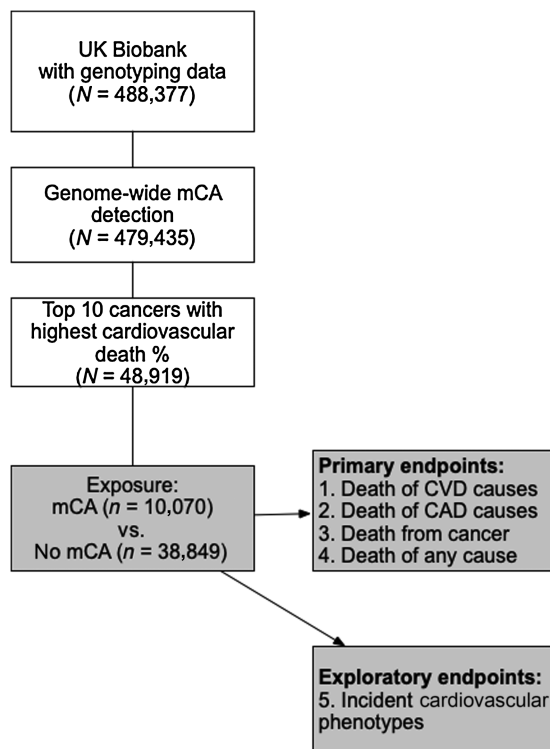 UK Biobank
with genotyping data
(N = 488,377)
Genome-wide mCA
detection
(N = 479,435)
Top 10 cancers with
highest cardiovascular
death %
(N = 48,919)
Exposure:
mCA (n = 10,070)
vs.
No mCA (n = 38,849)
Primary endpoints:
1. Death of CVD causes
2. Death of CAD causes
3. Death from cancer
4. Death of any cause
Exploratory endpoints:
5. Incident cardiovascular
phenotypes